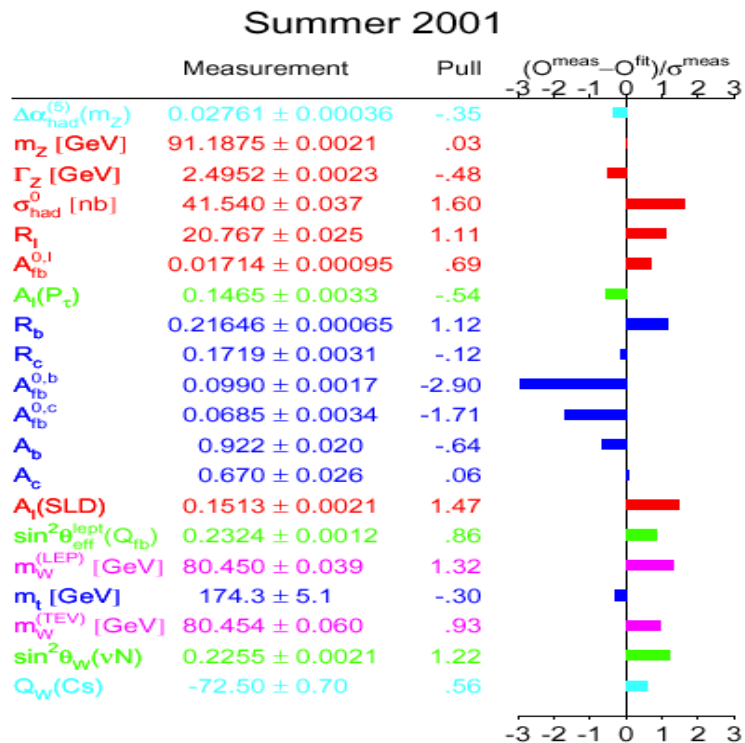 Summer 2001
Measurement Pull (O^meas−O^fit)/σ^meas
-3 -2 -1 0 1 2 3
Δα_had^(5)(m_Z) 0.02761 ± 0.00036 -.35
m_Z [GeV] 91.1875 ± 0.0021 .03
Γ_Z [GeV] 2.4952 ± 0.0023 -.48
σ_had^0 [nb] 41.540 ± 0.037 1.60
R_l 20.767 ± 0.025 1.11
A_fb^0,l 0.01714 ± 0.00095 .69
A_l(P_τ) 0.1465 ± 0.0033 -.54
R_b 0.21646 ± 0.00065 1.12
R_c 0.1719 ± 0.0031 -.12
A_fb^0,b 0.0990 ± 0.0017 -2.90
A_fb^0,c 0.0685 ± 0.0034 -1.71
A_b 0.922 ± 0.020 -.64
A_c 0.670 ± 0.026 .06
A_l(SLD) 0.1513 ± 0.0021 1.47
sin²θ_eff^lept(Q_fb) 0.2324 ± 0.0012 .86
m_W^(LEP) [GeV] 80.450 ± 0.039 1.32
m_t [GeV] 174.3 ± 5.1 -.30
m_W^(TEV) [GeV] 80.454 ± 0.060 .93
sin²θ_W(νN) 0.2255 ± 0.0021 1.22
Q_W(Cs) -72.50 ± 0.70 .56
-3 -2 -1 0 1 2 3